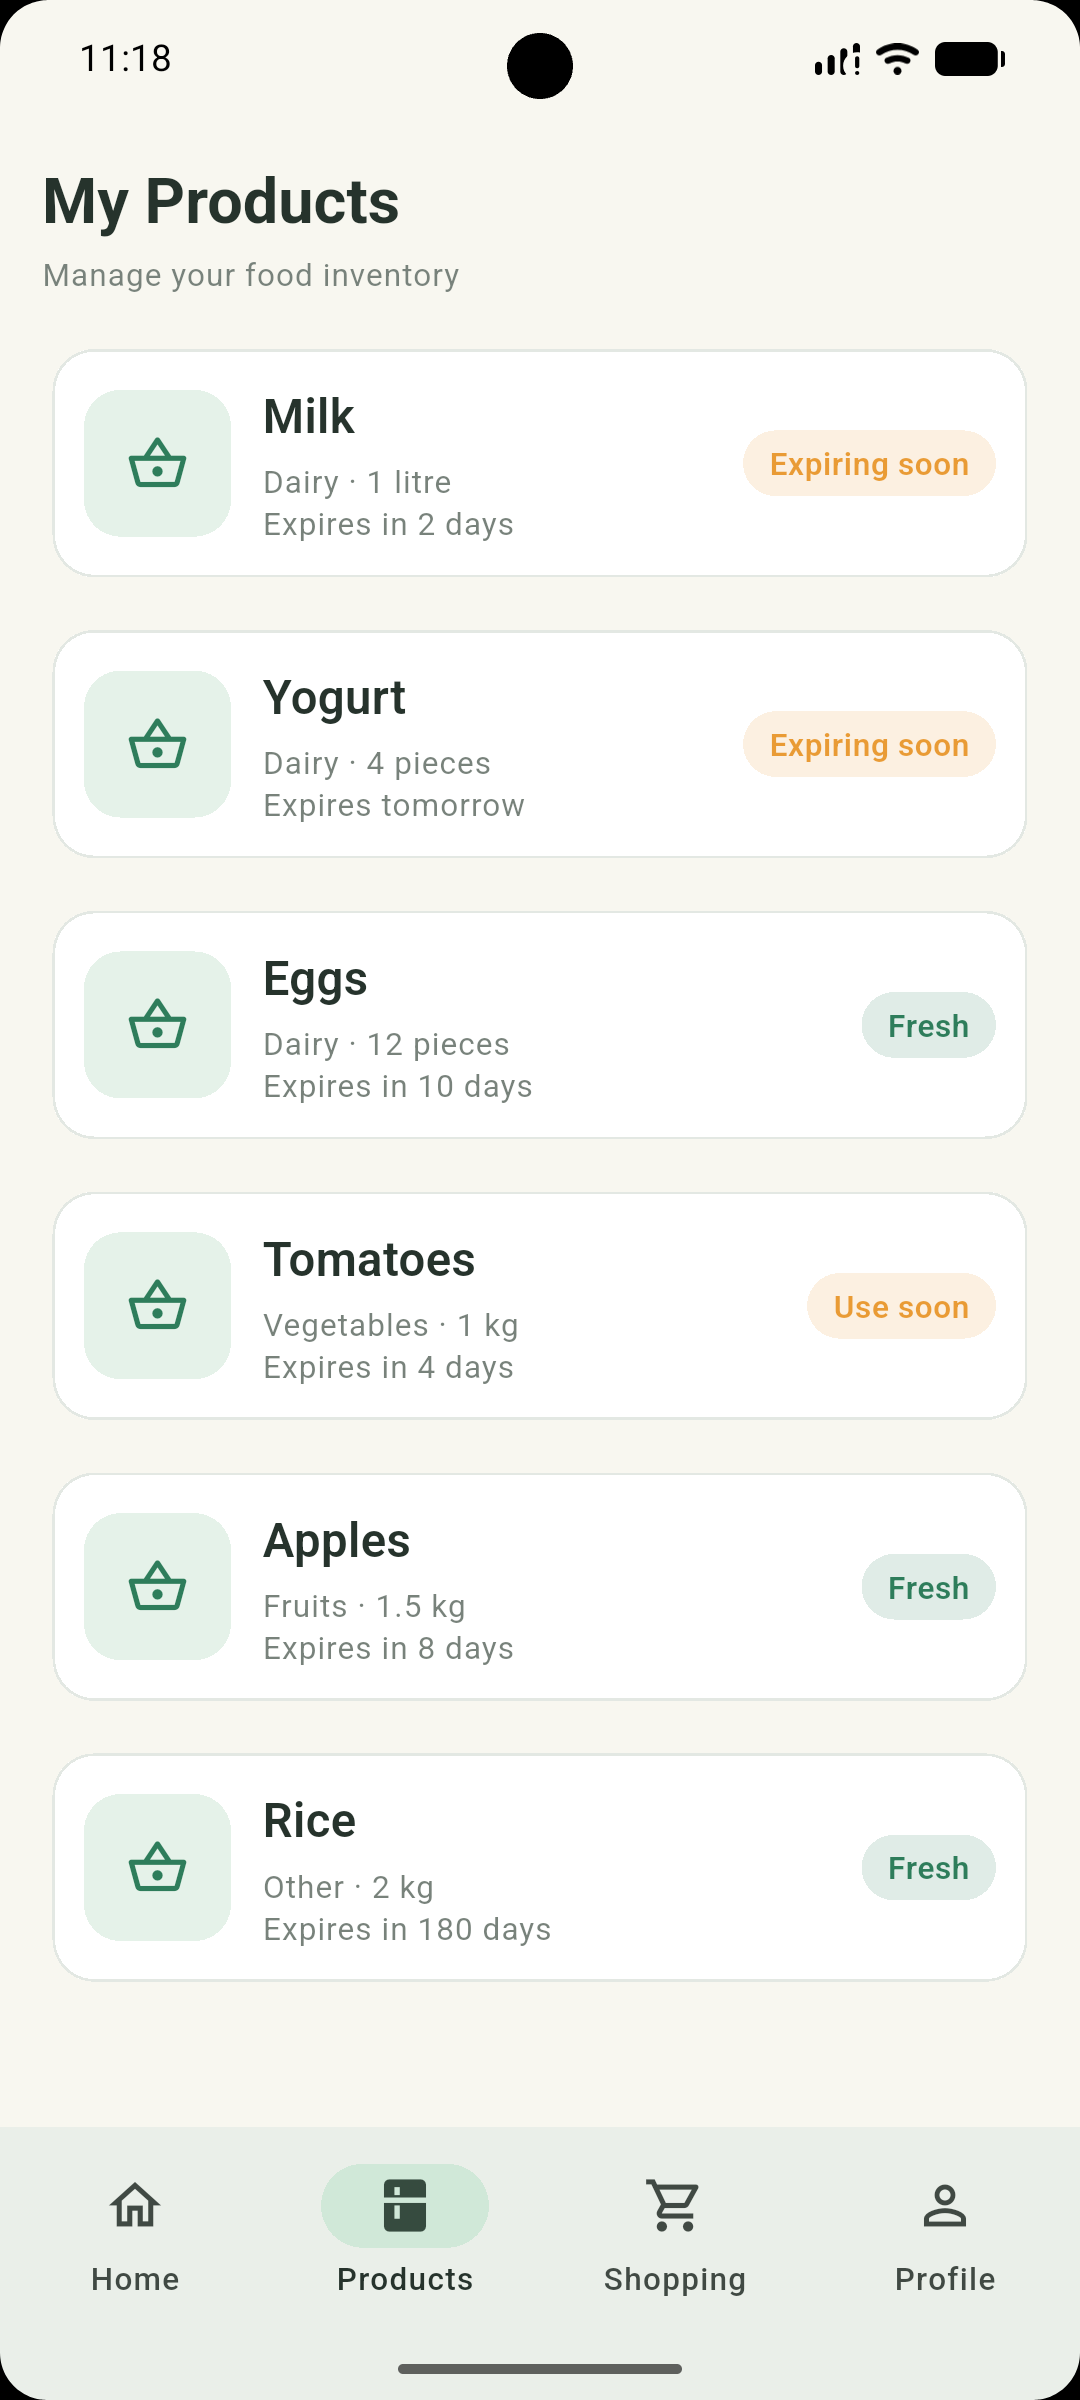 11:18
My Products
Manage your food inventory
Milk
Dairy · 1 litre
Expires in 2 days
Expiring soon
Yogurt
Dairy · 4 pieces
Expires tomorrow
Expiring soon
Eggs
Dairy · 12 pieces
Expires in 10 days
Fresh
Tomatoes
Vegetables · 1 kg
Expires in 4 days
Use soon
Apples
Fruits · 1.5 kg
Expires in 8 days
Fresh
Rice
Other · 2 kg
Expires in 180 days
Fresh
Home
Products
Shopping
Profile